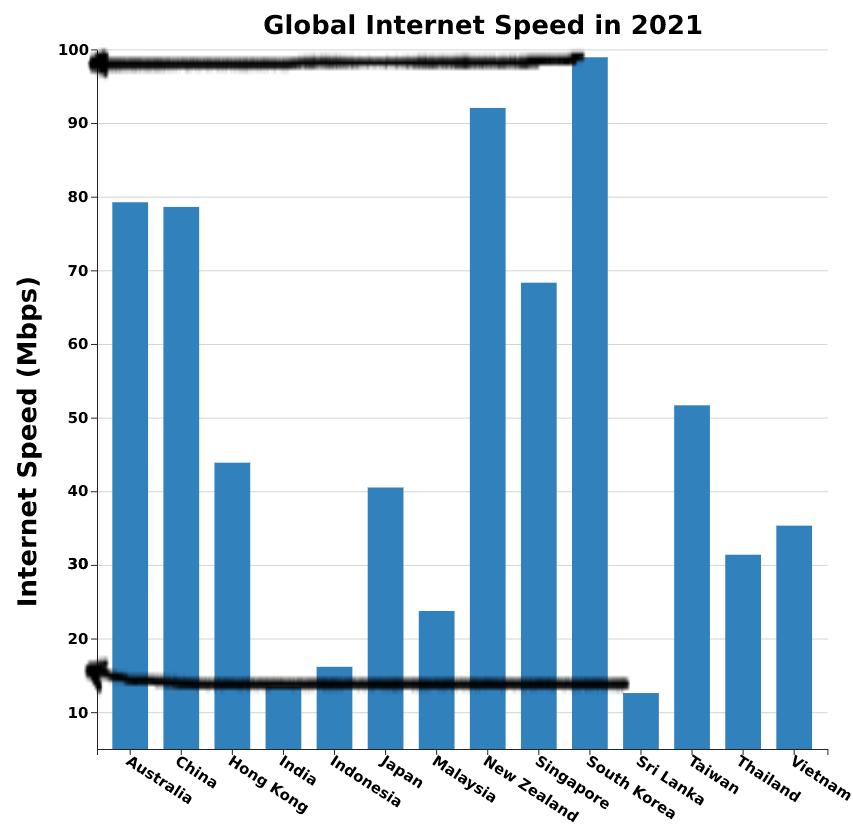 Global Internet Speed in 2021
Internet Speed (Mbps)
100
90
80
70
60
50
40
30
20
10
Australia
China
Hong Kong
India
Indonesia
Japan
Malaysia
New Zealand
Singapore
South Korea
Sri Lanka
Taiwan
Thailand
Vietnam